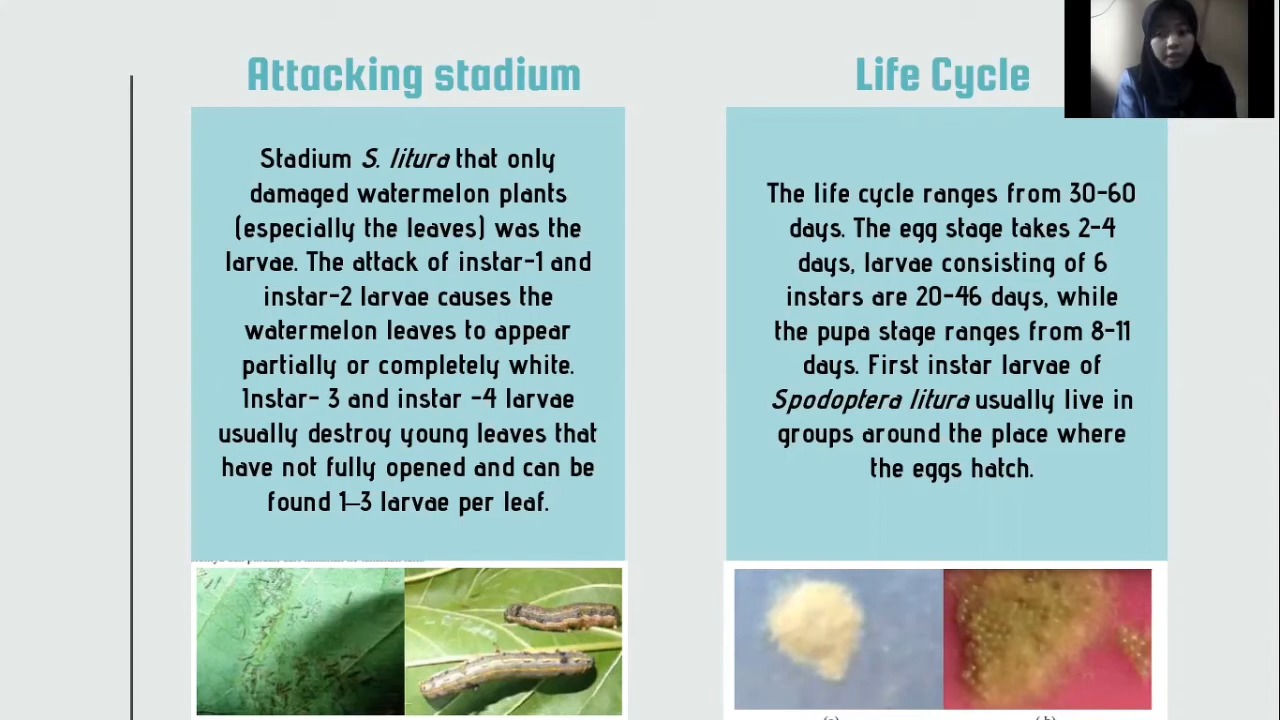 Attacking stadium
Stadium S. litura that only
damaged watermelon plants
(especially the leaves) was the
larvae. The attack of instar-1 and
instar-2 larvae causes the
watermelon leaves to appear
partially or completely white.
Instar- 3 and instar -4 larvae
usually destroy young leaves that
have not fully opened and can be
found 1–3 larvae per leaf.
Life Cycle
The life cycle ranges from 30-60
days. The egg stage takes 2-4
days, larvae consisting of 6
instars are 20-46 days, while
the pupa stage ranges from 8-11
days. First instar larvae of
Spodoptera litura usually live in
groups around the place where
the eggs hatch.